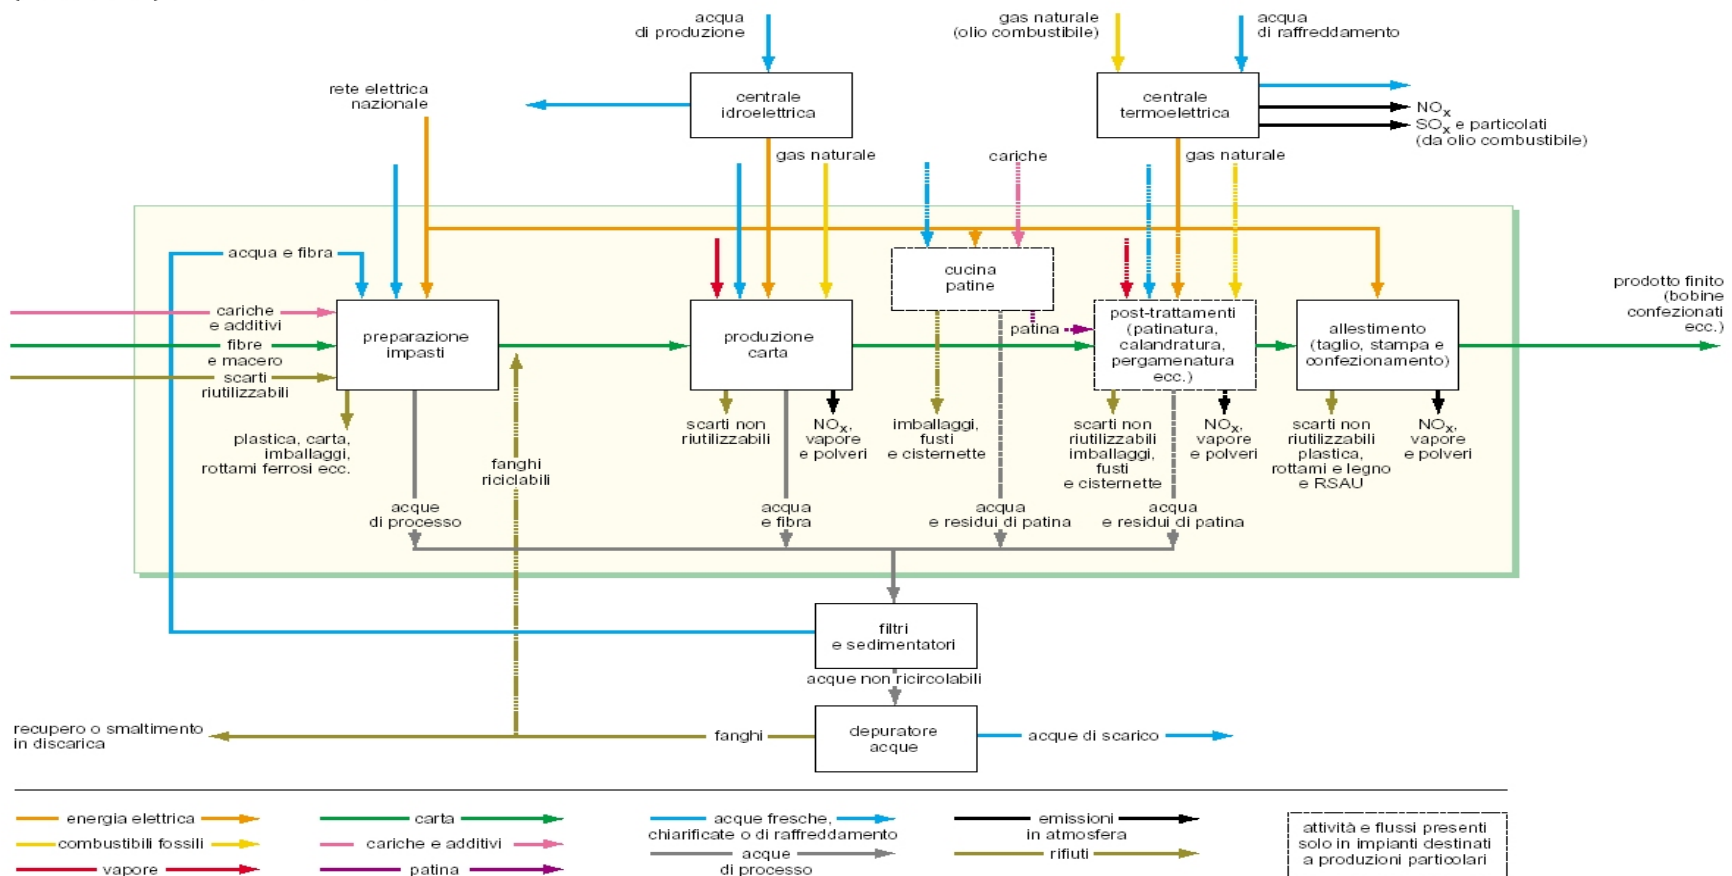 acqua
di produzione
gas naturale
(olio combustibile)
acqua
di raffreddamento
rete elettrica
nazionale
centrale
idroelettrica
centrale
termoelettrica
NOx
SOx e particolati
(da olio combustibile)
gas naturale
cariche
gas naturale
acqua e fibra
cucina
patine
prodotto finito
(bobine
confezionati
ecc.)
cariche
e additivi
fibre
e macero
scarti
riutilizzabili
preparazione
impasti
produzione
carta
patina
post-trattamenti
(patinatura,
calandratura,
pergamenatura
ecc.)
allestimento
(taglio, stampa e
confezionamento)
plastica, carta,
imballaggi,
rottami ferrosi ecc.
fanghi
riciclabili
scarti non
riutilizzabili
NOx,
vapore
e polveri
imballaggi,
fusti
e cisternette
scarti non
riutilizzabili
imballaggi,
fusti
e cisternette
NOx,
vapore
e polveri
scarti non
riutilizzabili
plastica,
rottami e legno
e RSAU
NOx,
vapore
e polveri
acque
di processo
acqua
e fibra
acqua
e residui di patina
acqua
e residui di patina
filtri
e sedimentatori
acque non ricircolabili
recupero o smaltimento
in discarica
fanghi
depuratore
acque
acque di scarico
energia elettrica
combustibili fossili
vapore
carta
cariche e additivi
patina
acque fresche,
chiarificate o di raffreddamento
acque
di processo
emissioni
in atmosfera
rifiuti
attività e flussi presenti
solo in impianti destinati
a produzioni particolari